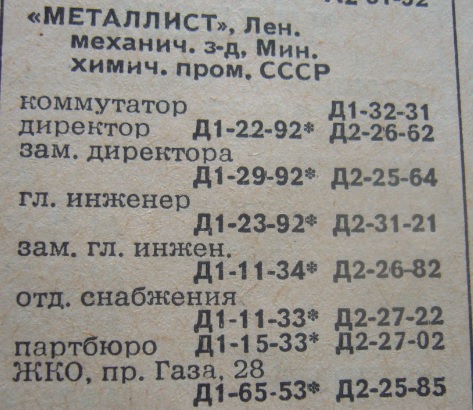 «МЕТАЛЛИСТ», Лен.
механич. з-д, Мин.
химич. пром. СССР
коммутатор Д1-32-31
директор Д1-22-92* Д2-26-62
зам. директора
Д1-29-92* Д2-25-64
гл. инженер
Д1-23-92* Д2-31-21
зам. гл. инжен.
Д1-11-34* Д2-26-82
отд. снабжения
Д1-11-33* Д2-27-22
партбюро Д1-15-33* Д2-27-02
ЖКО, пр. Газа, 28
Д1-65-53* Д2-25-85